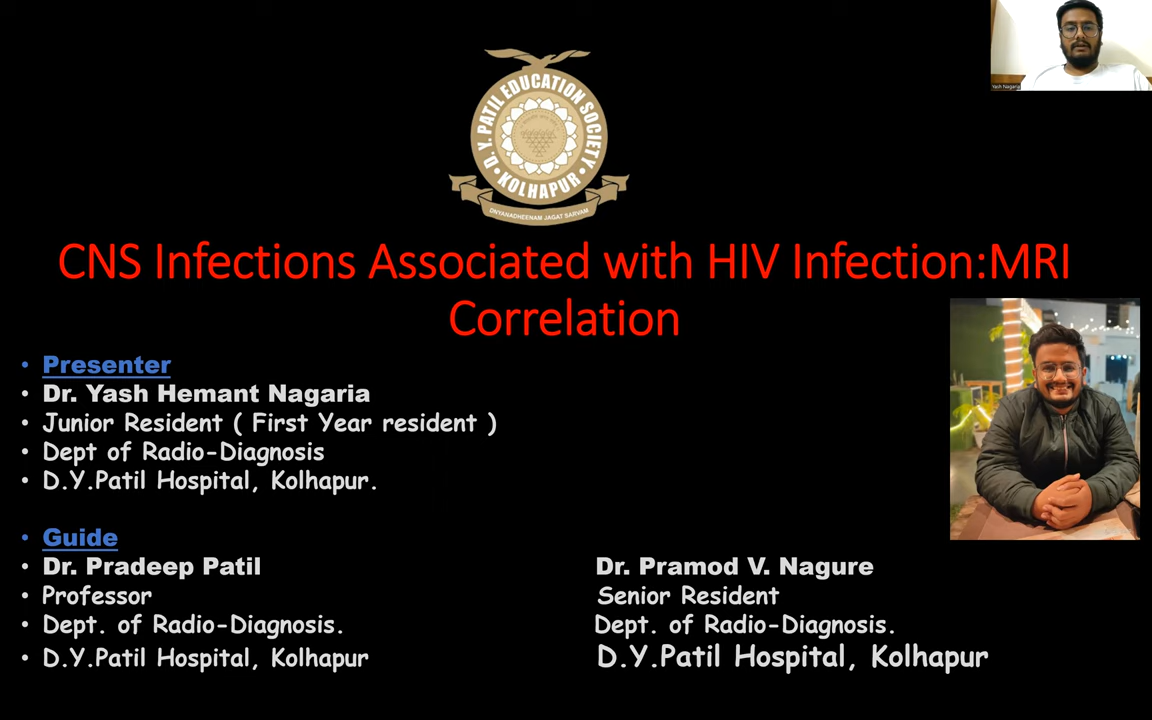 D. Y. PATIL EDUCATION SOCIETY
KOLHAPUR
DNYANADHEENAM JAGAT SARVAM
Yash Nagaria
CNS Infections Associated with HIV Infection:MRI
Correlation
• Presenter
• Dr. Yash Hemant Nagaria
• Junior Resident ( First Year resident )
• Dept of Radio-Diagnosis
• D.Y.Patil Hospital, Kolhapur.
• Guide
• Dr. Pradeep Patil Dr. Pramod V. Nagure
• Professor Senior Resident
• Dept. of Radio-Diagnosis. Dept. of Radio-Diagnosis.
• D.Y.Patil Hospital, Kolhapur D.Y.Patil Hospital, Kolhapur